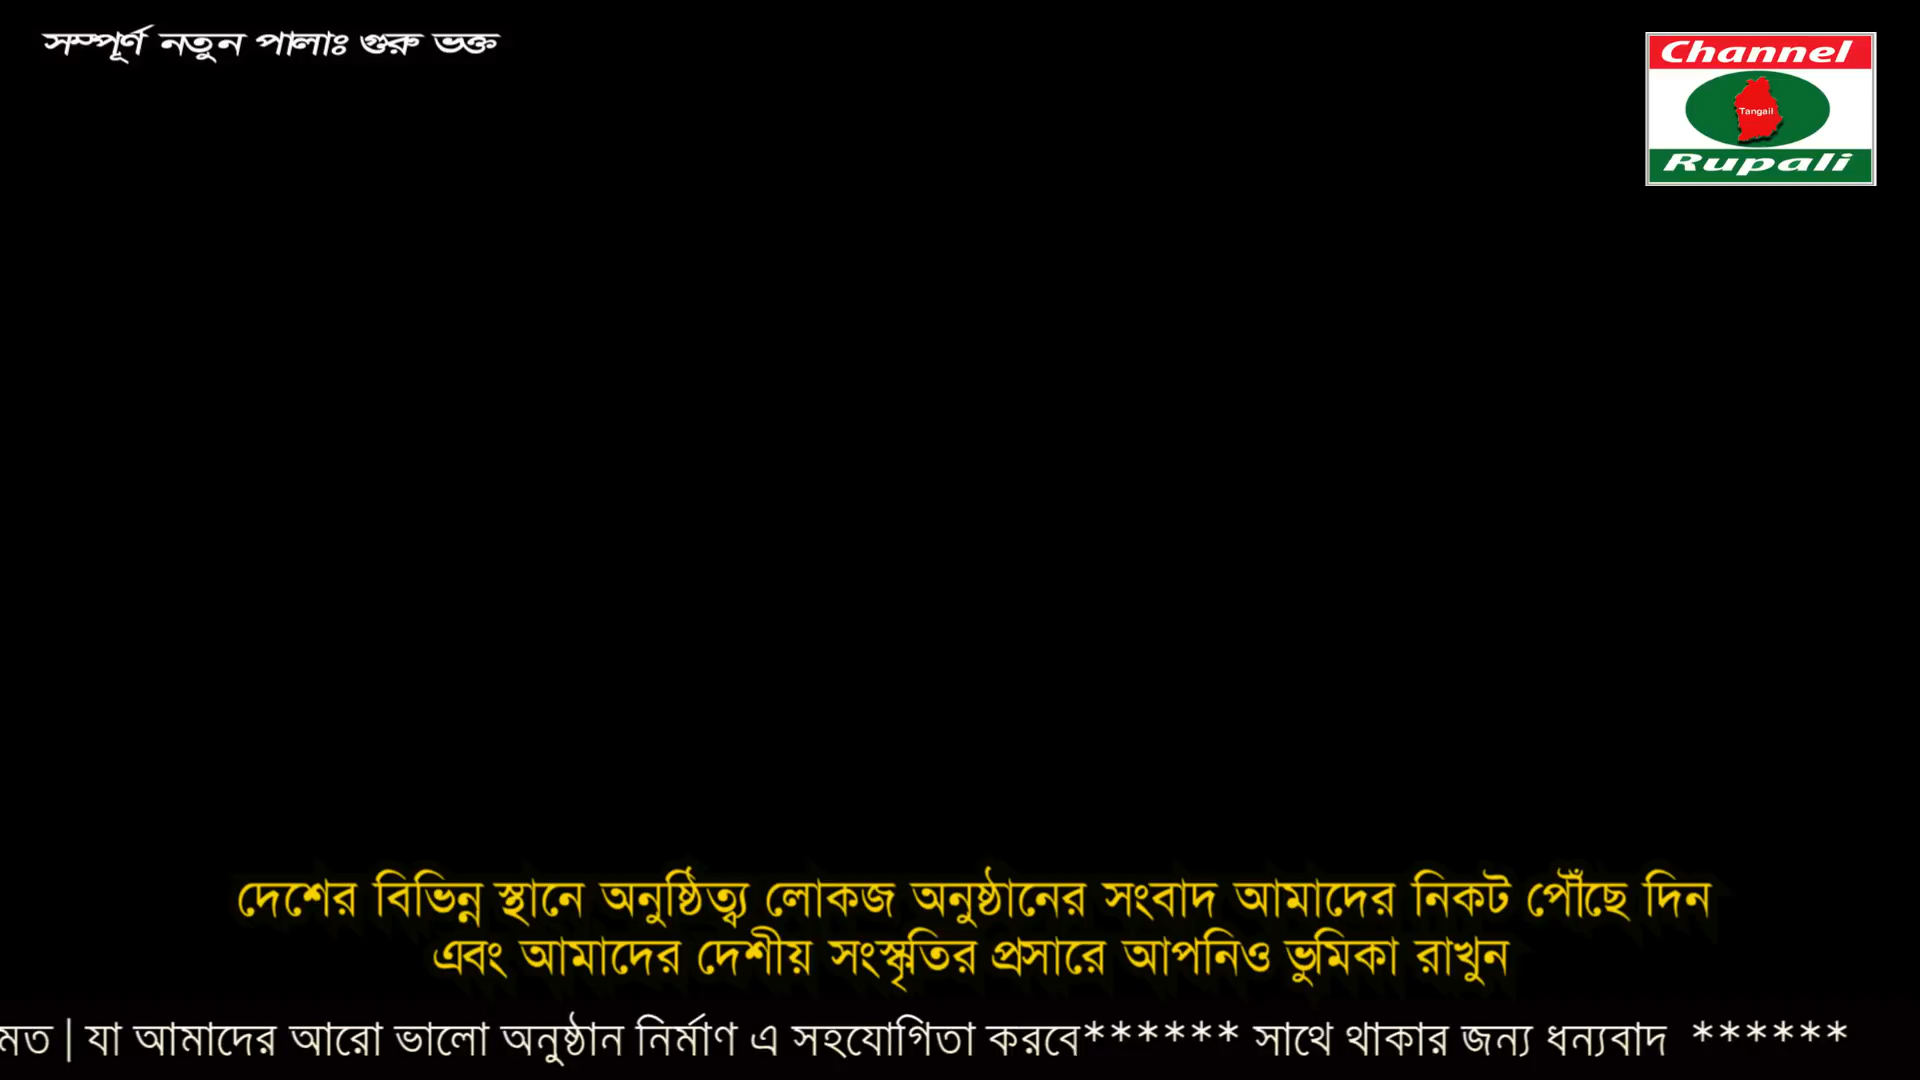 সম্পূর্ণ নতুন পালাঃ গুরু ভক্ত
Channel
Tangail
Rupali
দেশের বিভিন্ন স্থানে অনুষ্ঠিত্ব্য লোকজ অনুষ্ঠানের সংবাদ আমাদের নিকট পৌঁছে দিন
এবং আমাদের দেশীয় সংস্কৃতির প্রসারে আপনিও ভুমিকা রাখুন
মত | যা আমাদের আরো ভালো অনুষ্ঠান নির্মাণ এ সহযোগিতা করবে****** সাথে থাকার জন্য ধন্যবাদ ******